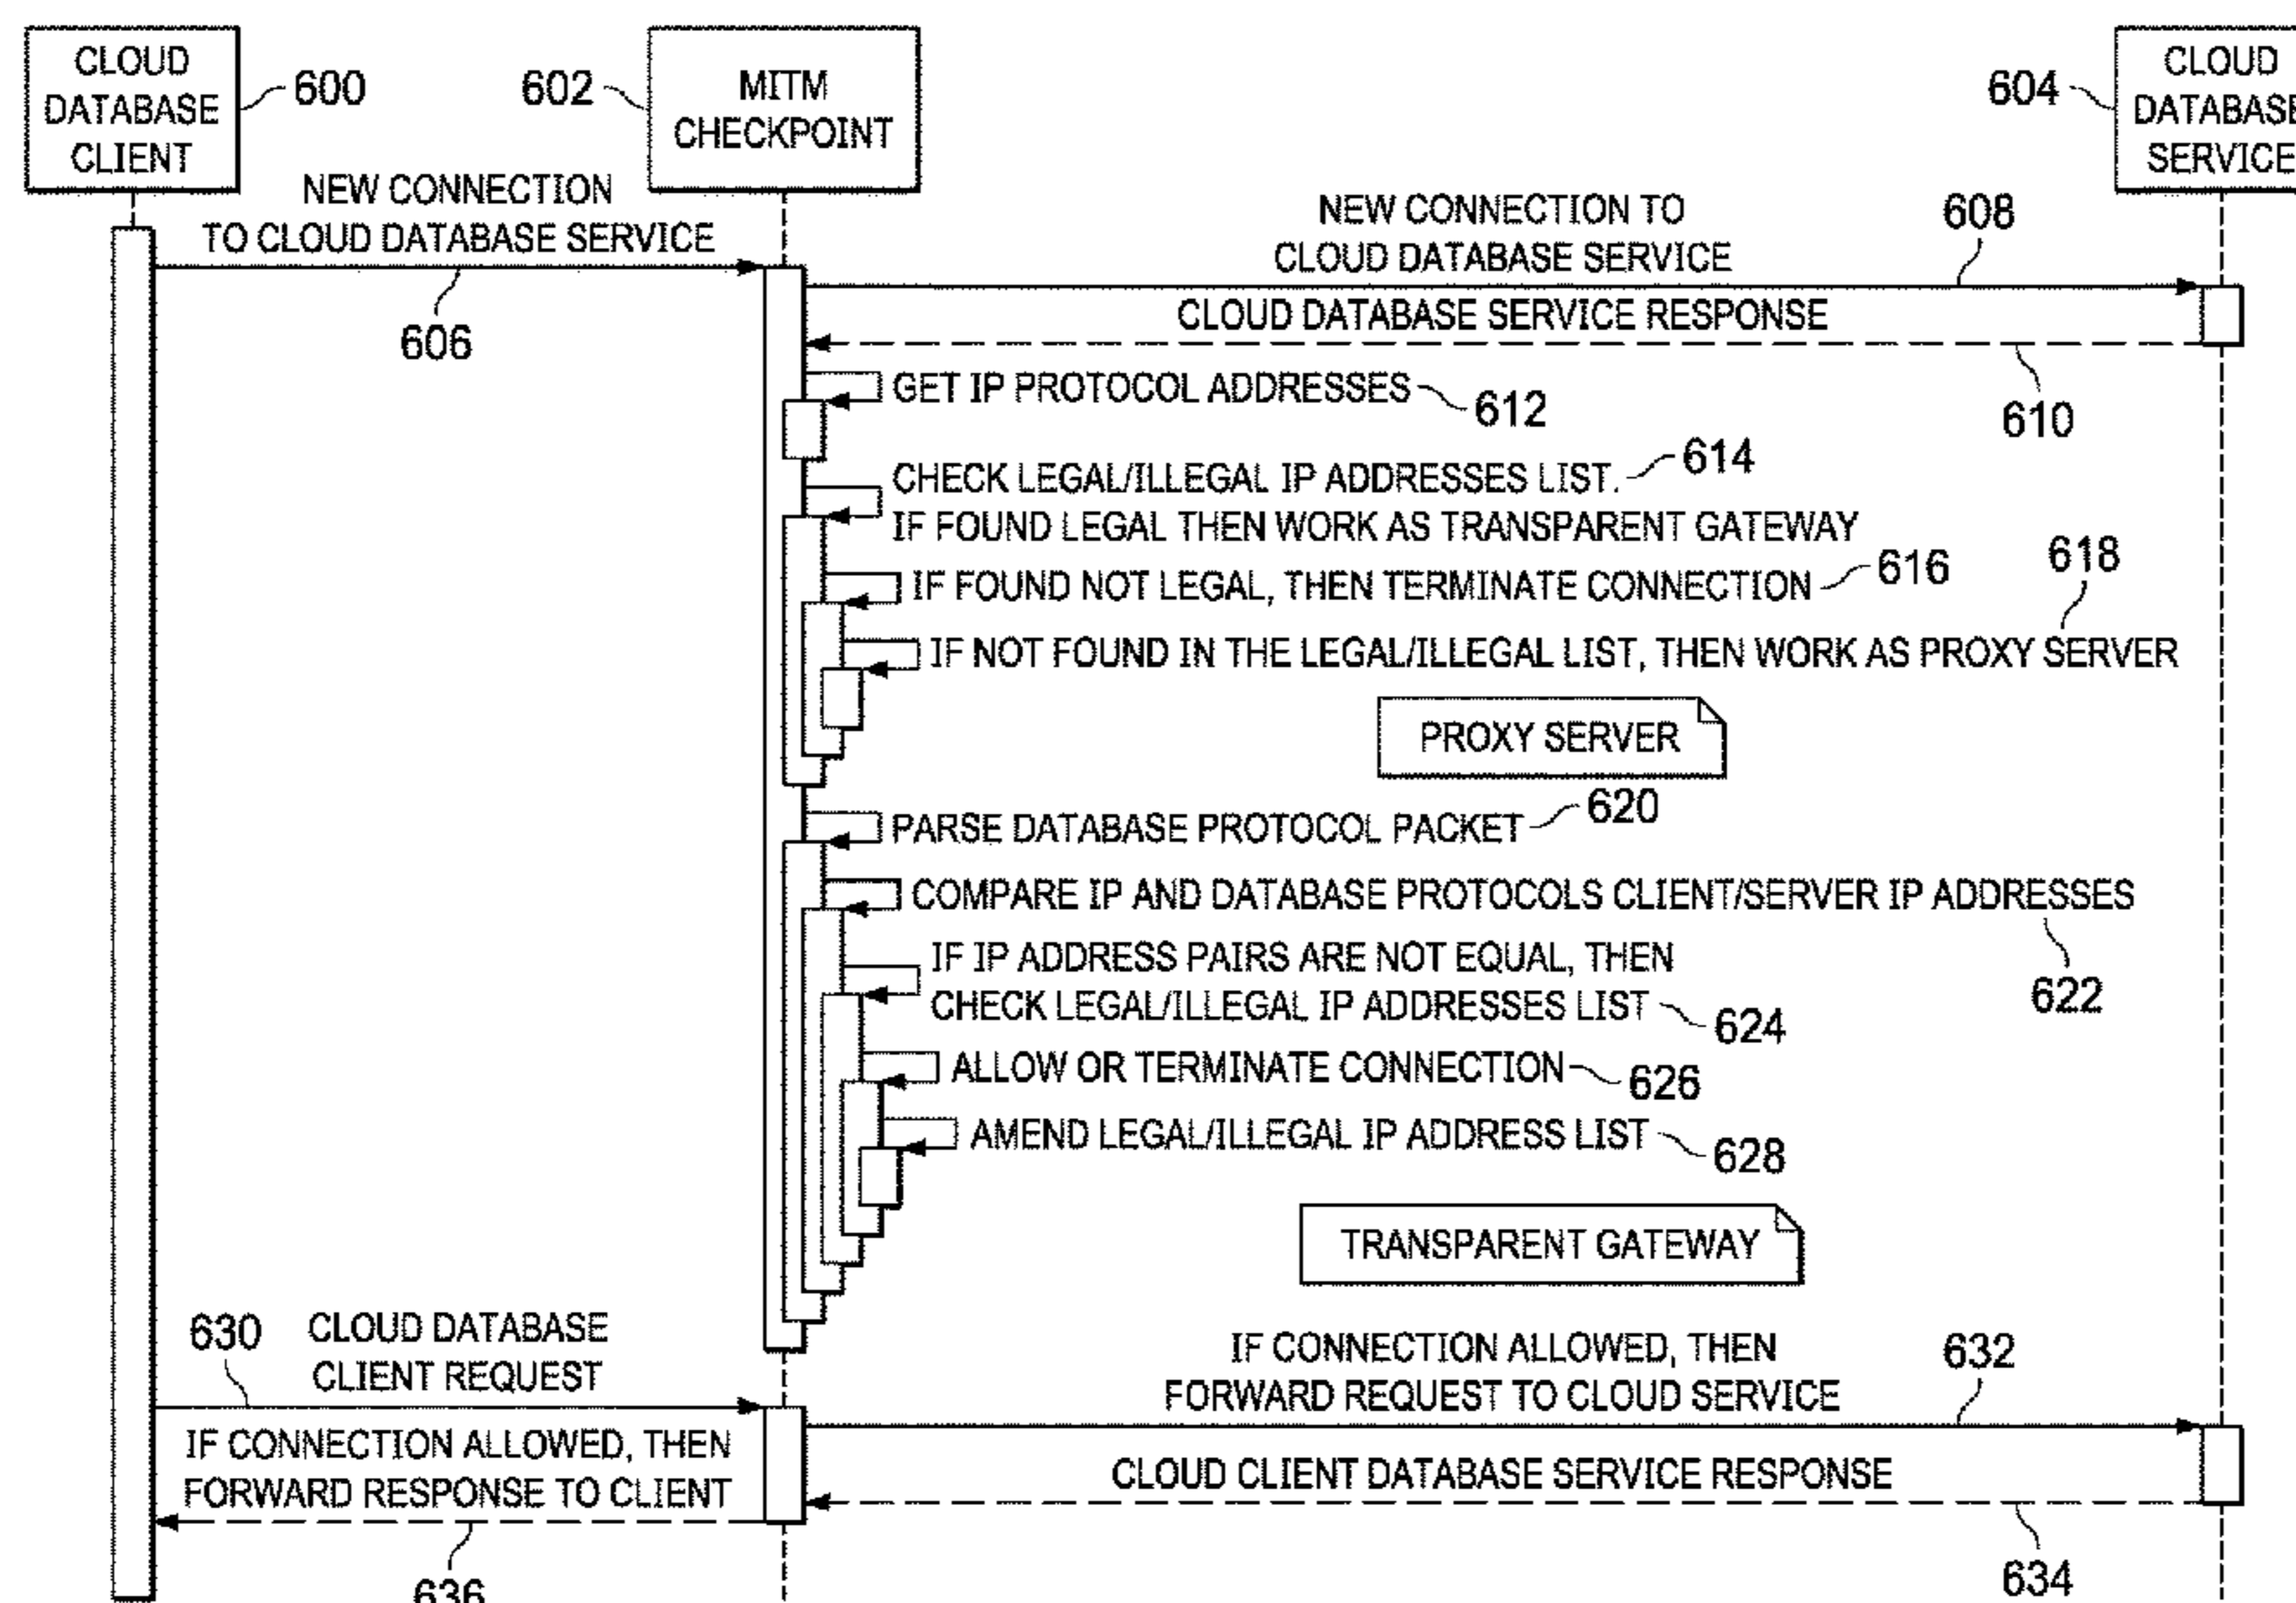 CLOUD
DATABASE
CLIENT
600
602
MITM
CHECKPOINT
604
CLOUD
DATABASE
SERVICE
NEW CONNECTION
TO CLOUD DATABASE SERVICE
606
NEW CONNECTION TO
CLOUD DATABASE SERVICE
608
CLOUD DATABASE SERVICE RESPONSE
610
GET IP PROTOCOL ADDRESSES
612
CHECK LEGAL/ILLEGAL IP ADDRESSES LIST.
614
IF FOUND LEGAL THEN WORK AS TRANSPARENT GATEWAY
IF FOUND NOT LEGAL, THEN TERMINATE CONNECTION
616
618
IF NOT FOUND IN THE LEGAL/ILLEGAL LIST, THEN WORK AS PROXY SERVER
PROXY SERVER
PARSE DATABASE PROTOCOL PACKET
620
COMPARE IP AND DATABASE PROTOCOLS CLIENT/SERVER IP ADDRESSES
622
IF IP ADDRESS PAIRS ARE NOT EQUAL, THEN
CHECK LEGAL/ILLEGAL IP ADDRESSES LIST
624
ALLOW OR TERMINATE CONNECTION
626
AMEND LEGAL/ILLEGAL IP ADDRESS LIST
628
TRANSPARENT GATEWAY
630
CLOUD DATABASE
CLIENT REQUEST
IF CONNECTION ALLOWED, THEN
FORWARD REQUEST TO CLOUD SERVICE
632
IF CONNECTION ALLOWED, THEN
FORWARD RESPONSE TO CLIENT
636
CLOUD CLIENT DATABASE SERVICE RESPONSE
634